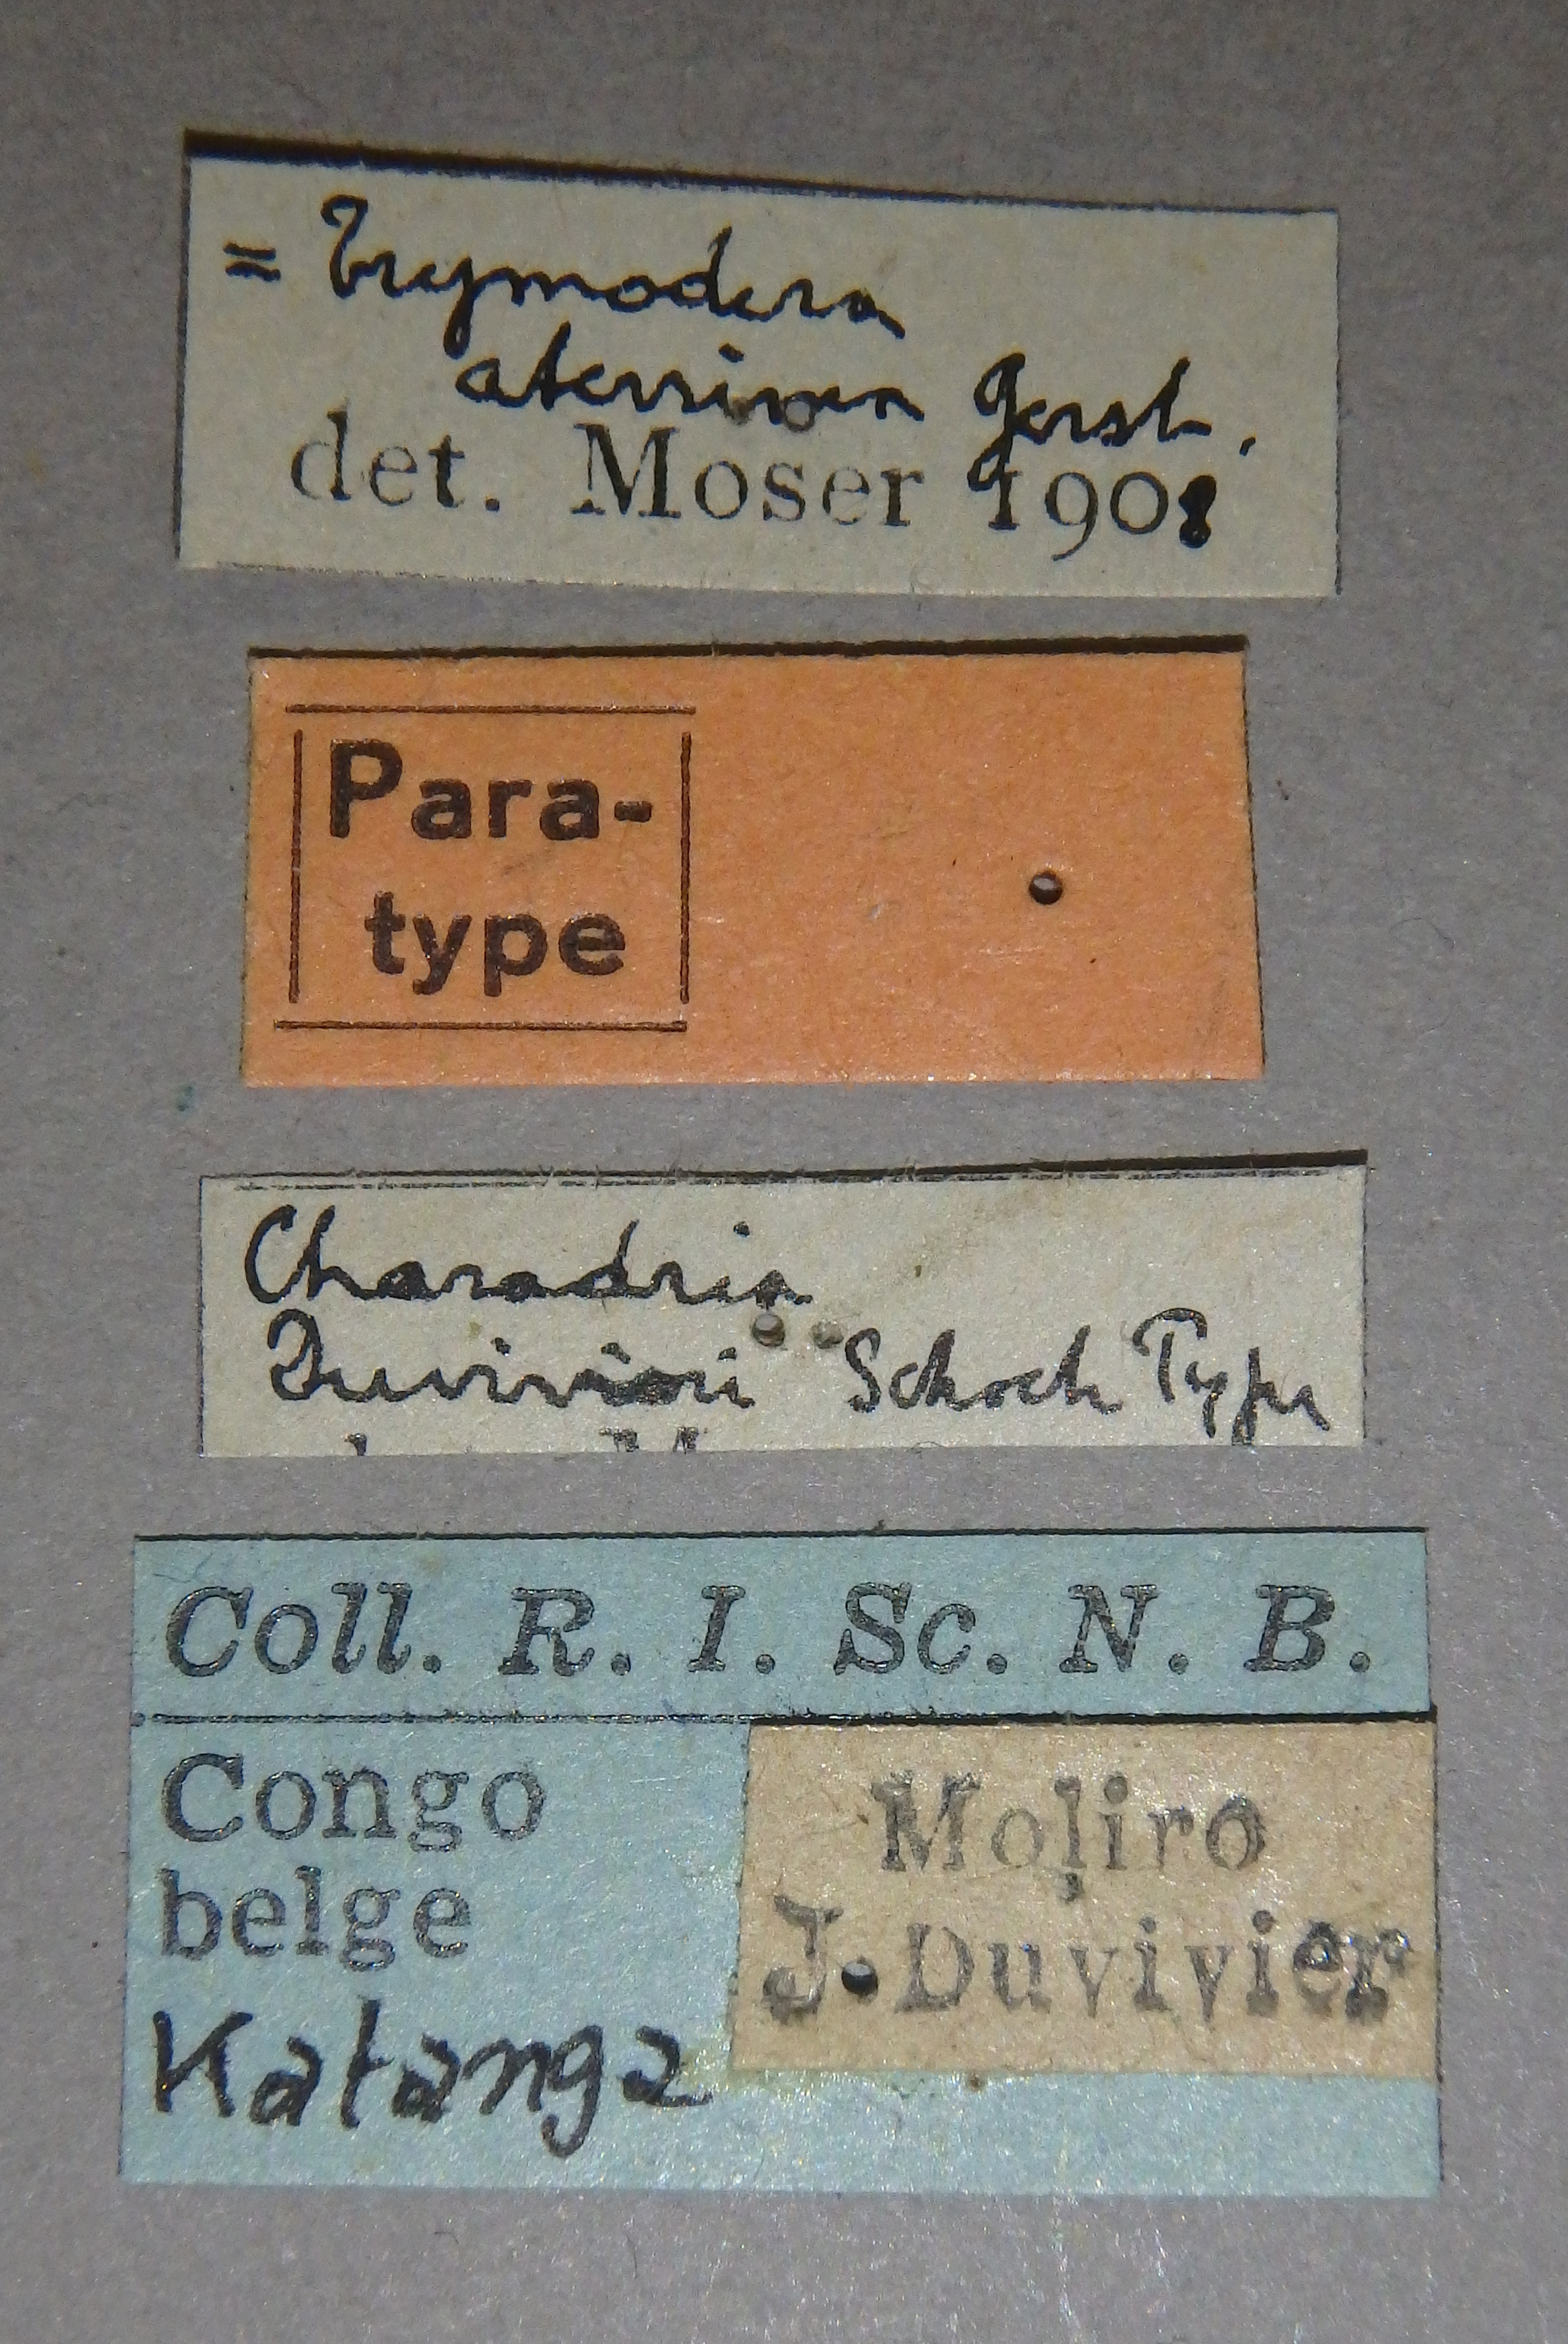 = Trymodera
aterrima Gerst.
det. Moser 1908
Para-
type
Charadria
Duvivieri Schoch Type
Coll. R. I. Sc. N. B.
Congo
belge
Katanga
Moliro
J. Duvivier